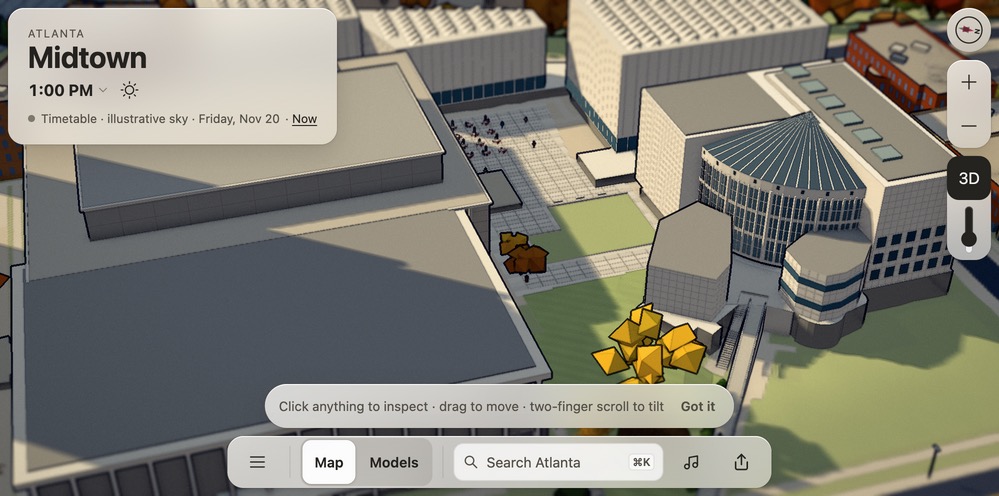 ATLANTA
Midtown
1:00 PM
Timetable · illustrative sky · Friday, Nov 20 · Now
N
3D
Click anything to inspect · drag to move · two-finger scroll to tilt Got it
Map Models Search Atlanta ⌘K